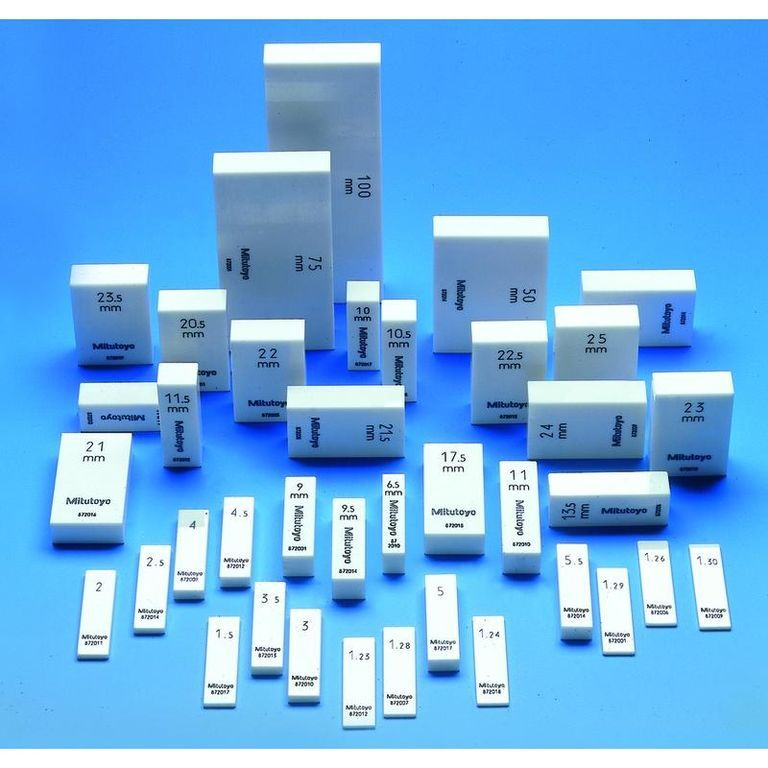 100
mm
75
mm
Mitutoyo
50
mm
Mitutoyo
23.5
mm
Mitutoyo
20.5
mm
10
mm
Mitutoyo
10.5
mm
22
mm
Mitutoyo
22.5
mm
Mitutoyo
25
mm
Mitutoyo
Mitutoyo
11.5
mm
Mitutoyo
21.5
mm
Mitutoyo
24
mm
Mitutoyo
23
mm
Mitutoyo
21
mm
Mitutoyo
872016
17.5
mm
Mitutoyo
872015
11
mm
Mitutoyo
872010
13.5
mm
Mitutoyo
9
mm
Mitutoyo
872001
9.5
mm
Mitutoyo
872014
6.5
mm
Mitutoyo
4
Mitutoyo
4.5
Mitutoyo
872012
2
Mitutoyo
872011
2.5
Mitutoyo
872014
1.5
Mitutoyo
872017
3.5
Mitutoyo
872013
3
Mitutoyo
872010
1.23
Mitutoyo
872012
1.28
Mitutoyo
872007
5
Mitutoyo
872017
1.24
Mitutoyo
872018
5.5
Mitutoyo
872014
1.29
Mitutoyo
872001
1.26
Mitutoyo
872006
1.30
Mitutoyo
872009